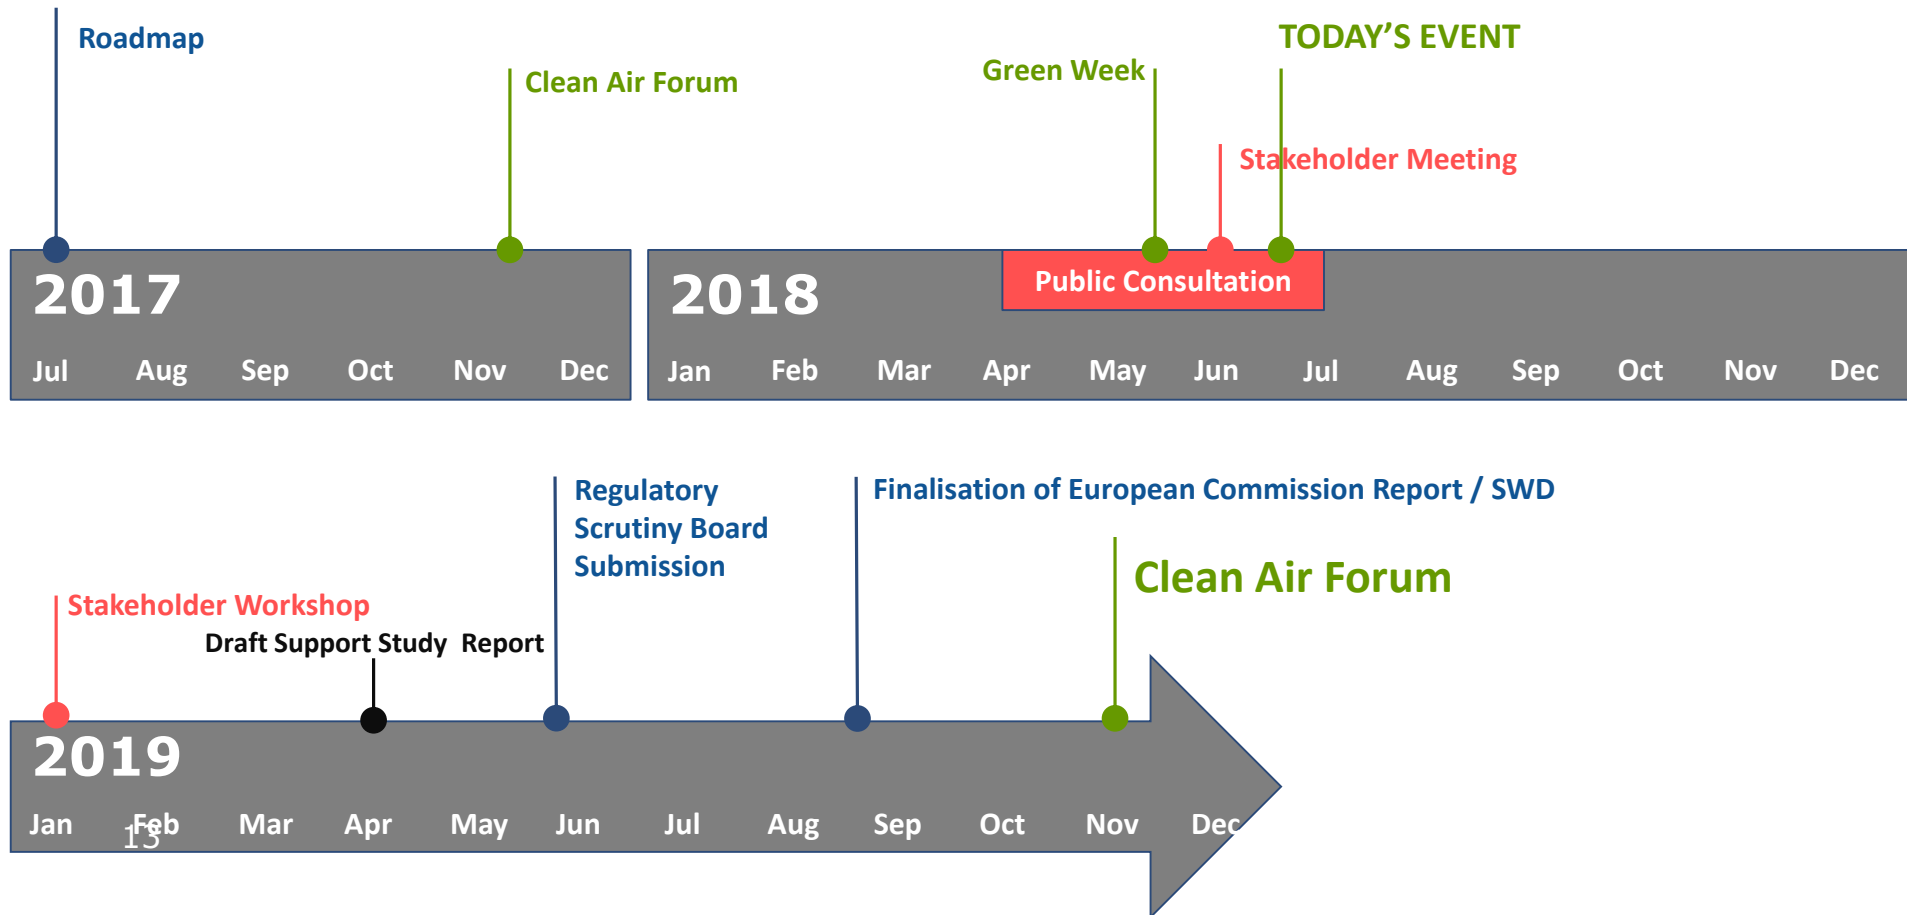 Roadmap
Clean Air Forum
Green Week
TODAY’S EVENT
Stakeholder Meeting
2017
2018
Public Consultation
Jul Aug Sep Oct Nov Dec Jan Feb Mar Apr May Jun Jul Aug Sep Oct Nov Dec
Regulatory
Scrutiny Board
Submission
Finalisation of European Commission Report / SWD
Clean Air Forum
Stakeholder Workshop
Draft Support Study Report
2019
Jan Feb Mar Apr May Jun Jul Aug Sep Oct Nov Dec
13